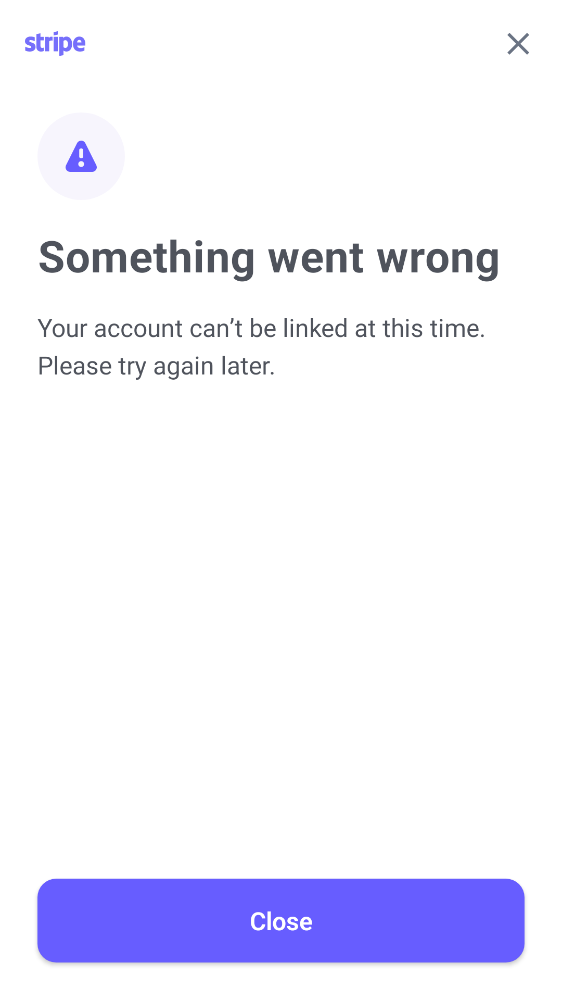 stripe
Something went wrong
Your account can’t be linked at this time.
Please try again later.
Close